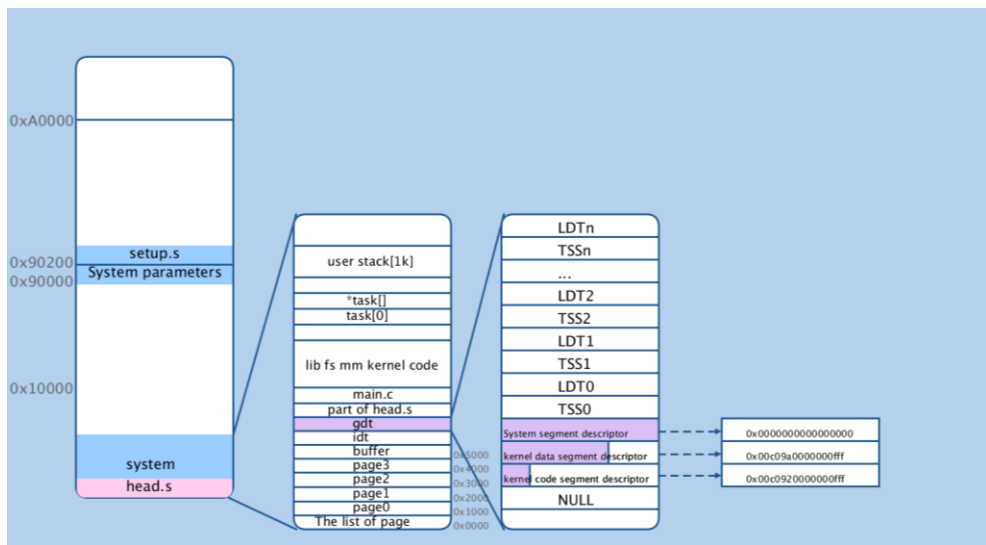 0xA0000
setup.s
0x90200
System parameters
0x90000
0x10000
system
head.s
user stack[1k]
*task[]
task[0]
lib fs mm kernel code
main.c
part of head.s
gdt
idt
buffer
0x5000
page3
0x4000
page2
0x3000
page1
0x2000
page0
0x1000
The list of page
0x0000
LDTn
TSSn
...
LDT2
TSS2
LDT1
TSS1
LDT0
TSS0
System segment descriptor
kernel data segment descriptor
kernel code segment descriptor
NULL
0x0000000000000000
0x00c09a0000000fff
0x00c0920000000fff